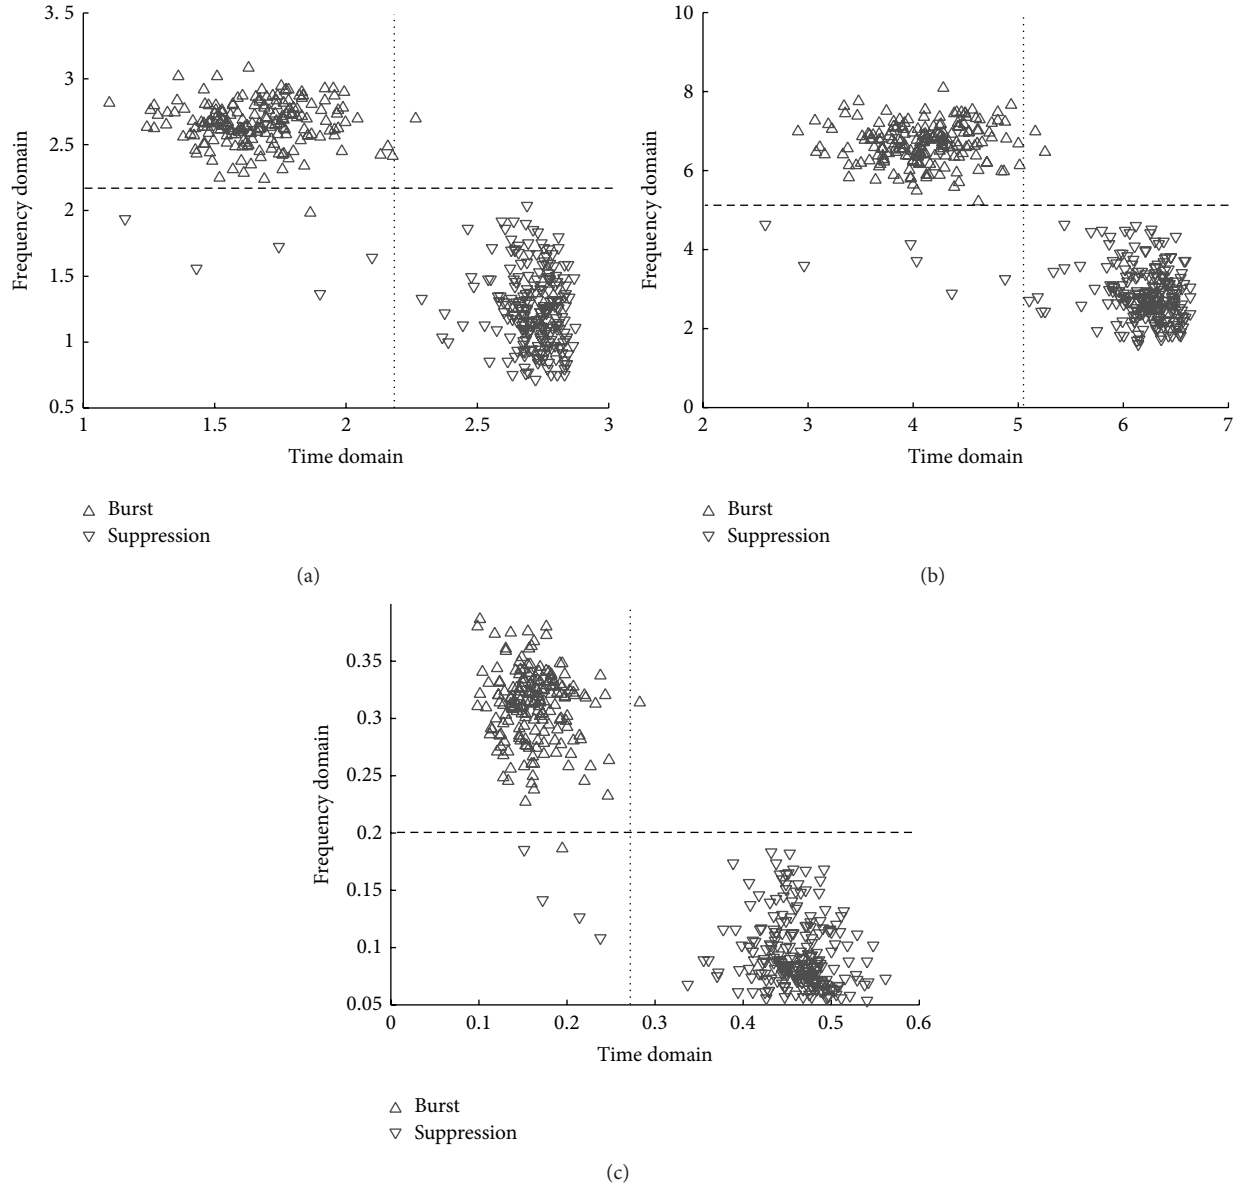 3. 5
3
2.5
2
1.5
1
0.5
1
1.5
2
2.5
3
Frequency domain
Time domain
Burst
Suppression
(a)
10
8
6
4
2
0
2
3
4
5
6
7
Frequency domain
Time domain
Burst
Suppression
(b)
0.35
0.3
0.25
0.2
0.15
0.1
0.05
0
0.1
0.2
0.3
0.4
0.5
0.6
Frequency domain
Time domain
Burst
Suppression
(c)